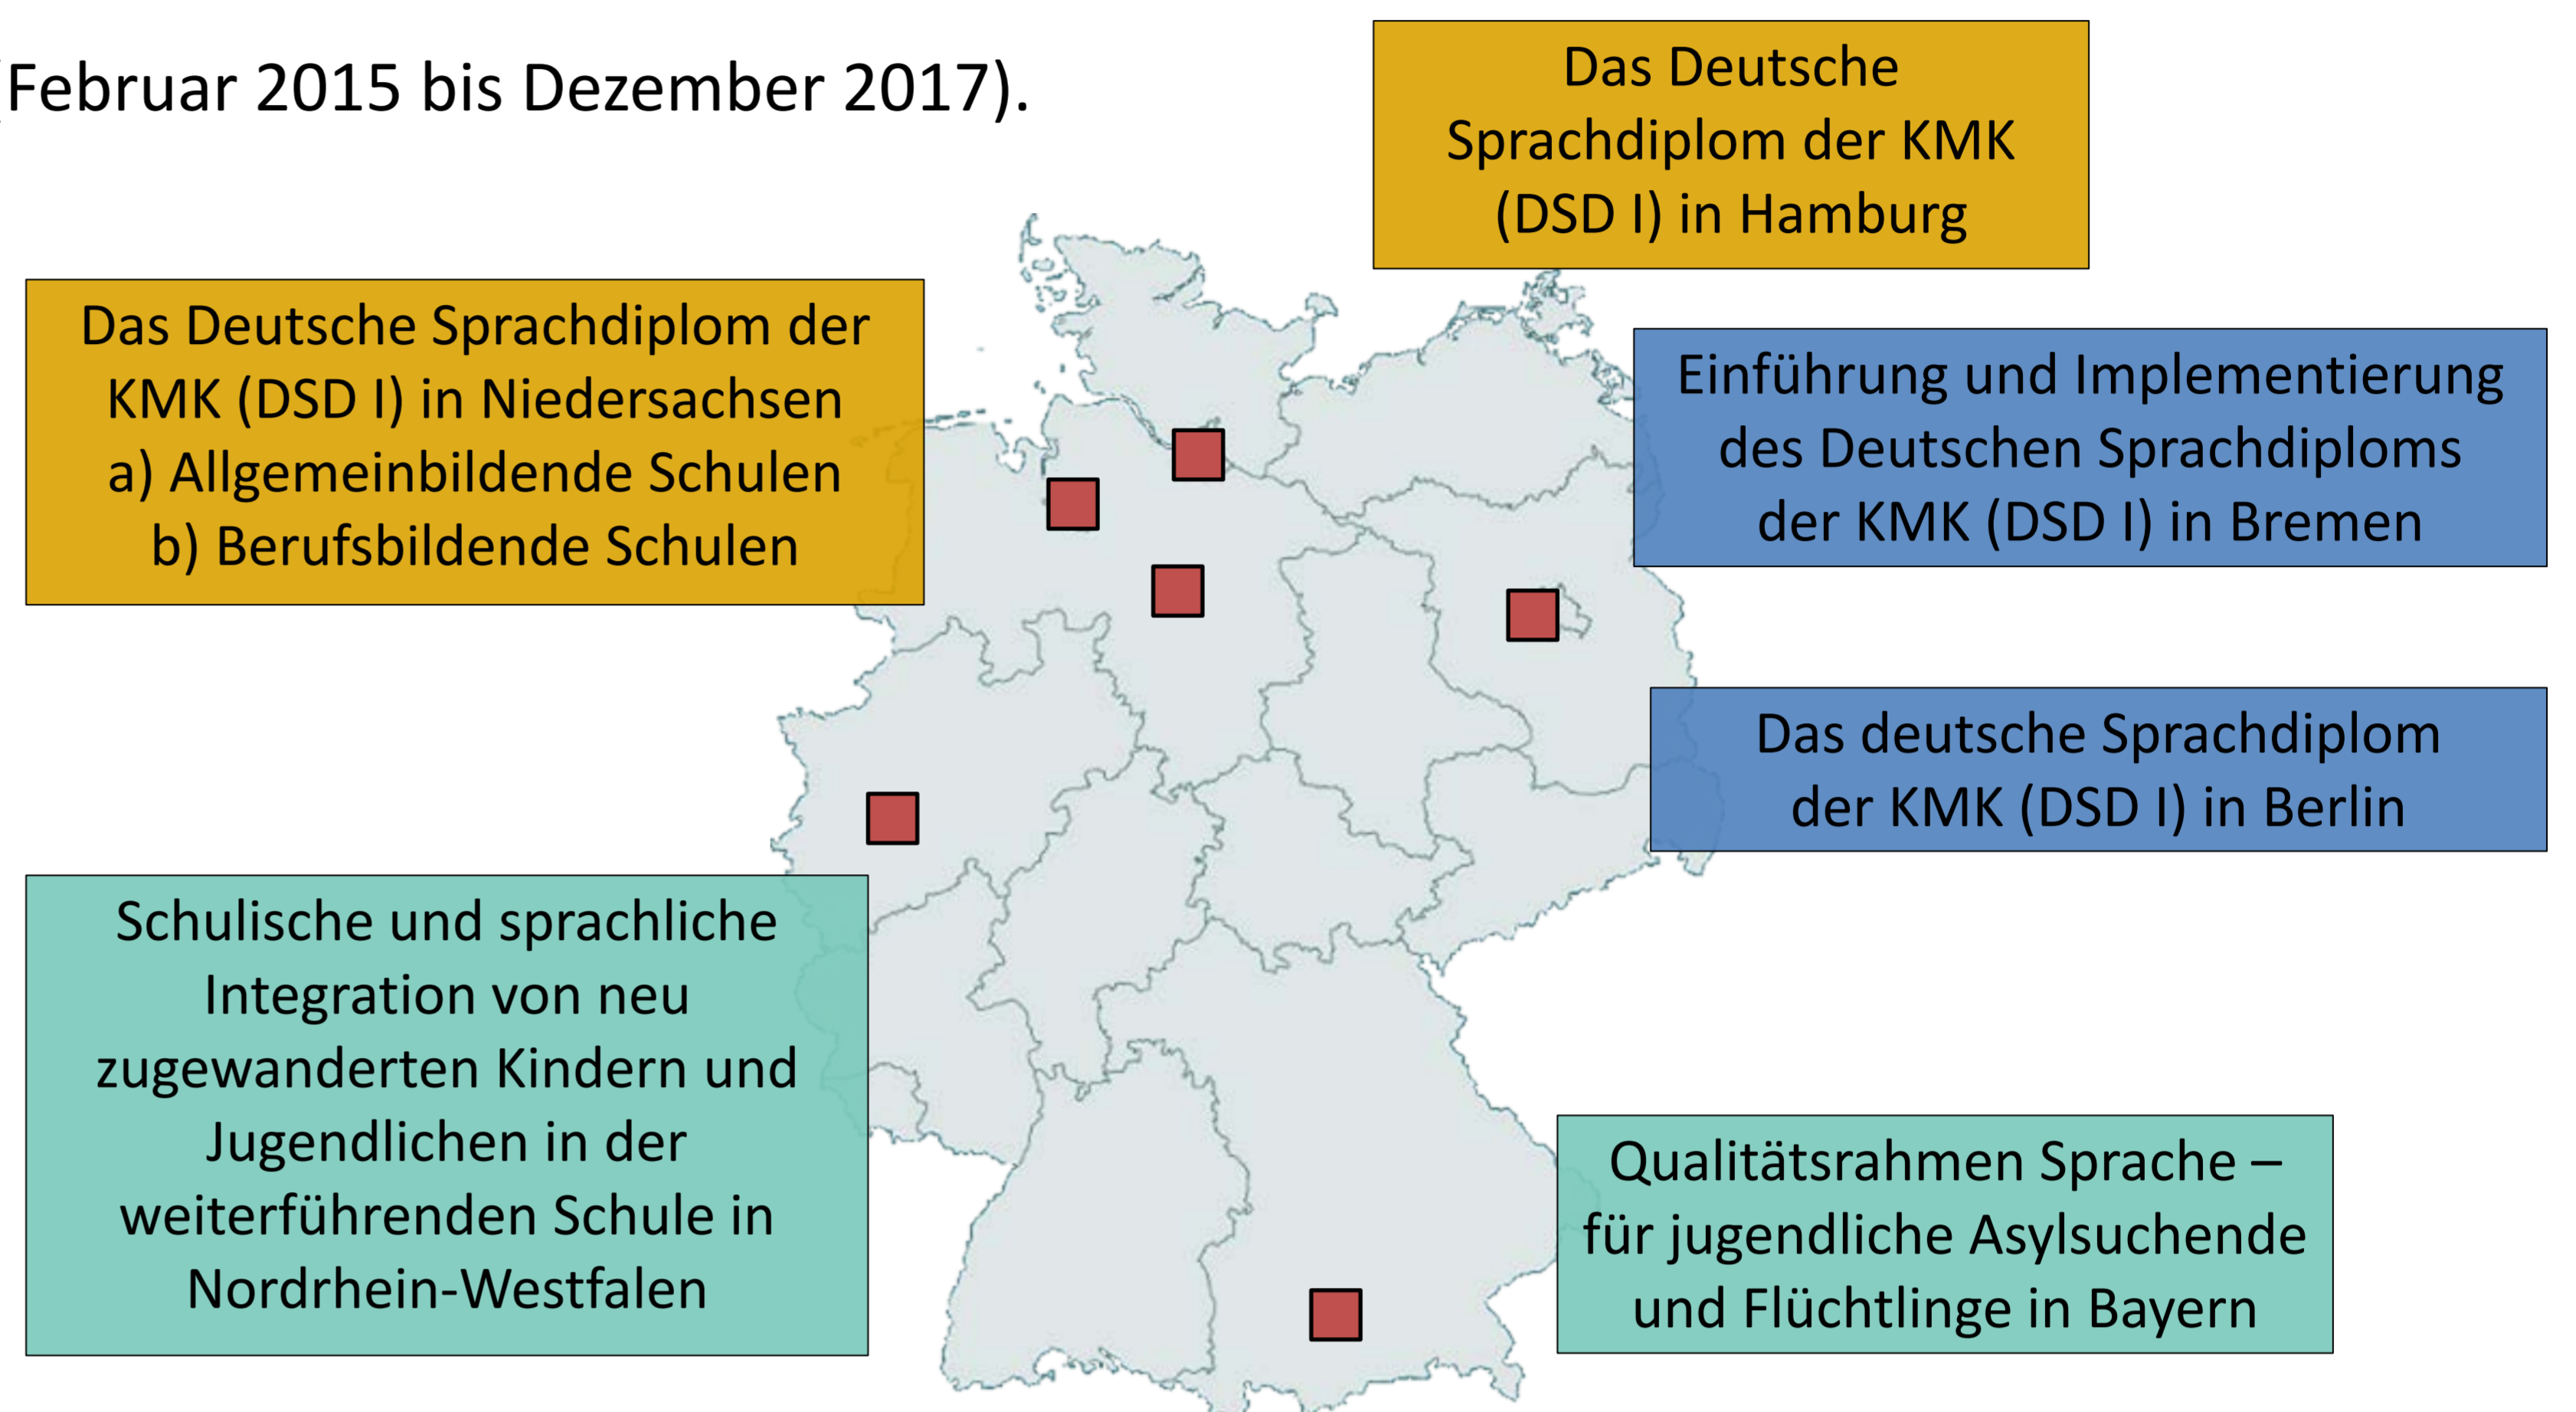 (Februar 2015 bis Dezember 2017).
Das Deutsche
Sprachdiplom der KMK
(DSD I) in Hamburg
Das Deutsche Sprachdiplom der
KMK (DSD I) in Niedersachsen
a) Allgemeinbildende Schulen
b) Berufsbildende Schulen
Einführung und Implementierung
des Deutschen Sprachdiploms
der KMK (DSD I) in Bremen
Das deutsche Sprachdiplom
der KMK (DSD I) in Berlin
Schulische und sprachliche
Integration von neu
zugewanderten Kindern und
Jugendlichen in der
weiterführenden Schule in
Nordrhein-Westfalen
Qualitätsrahmen Sprache –
für jugendliche Asylsuchende
und Flüchtlinge in Bayern